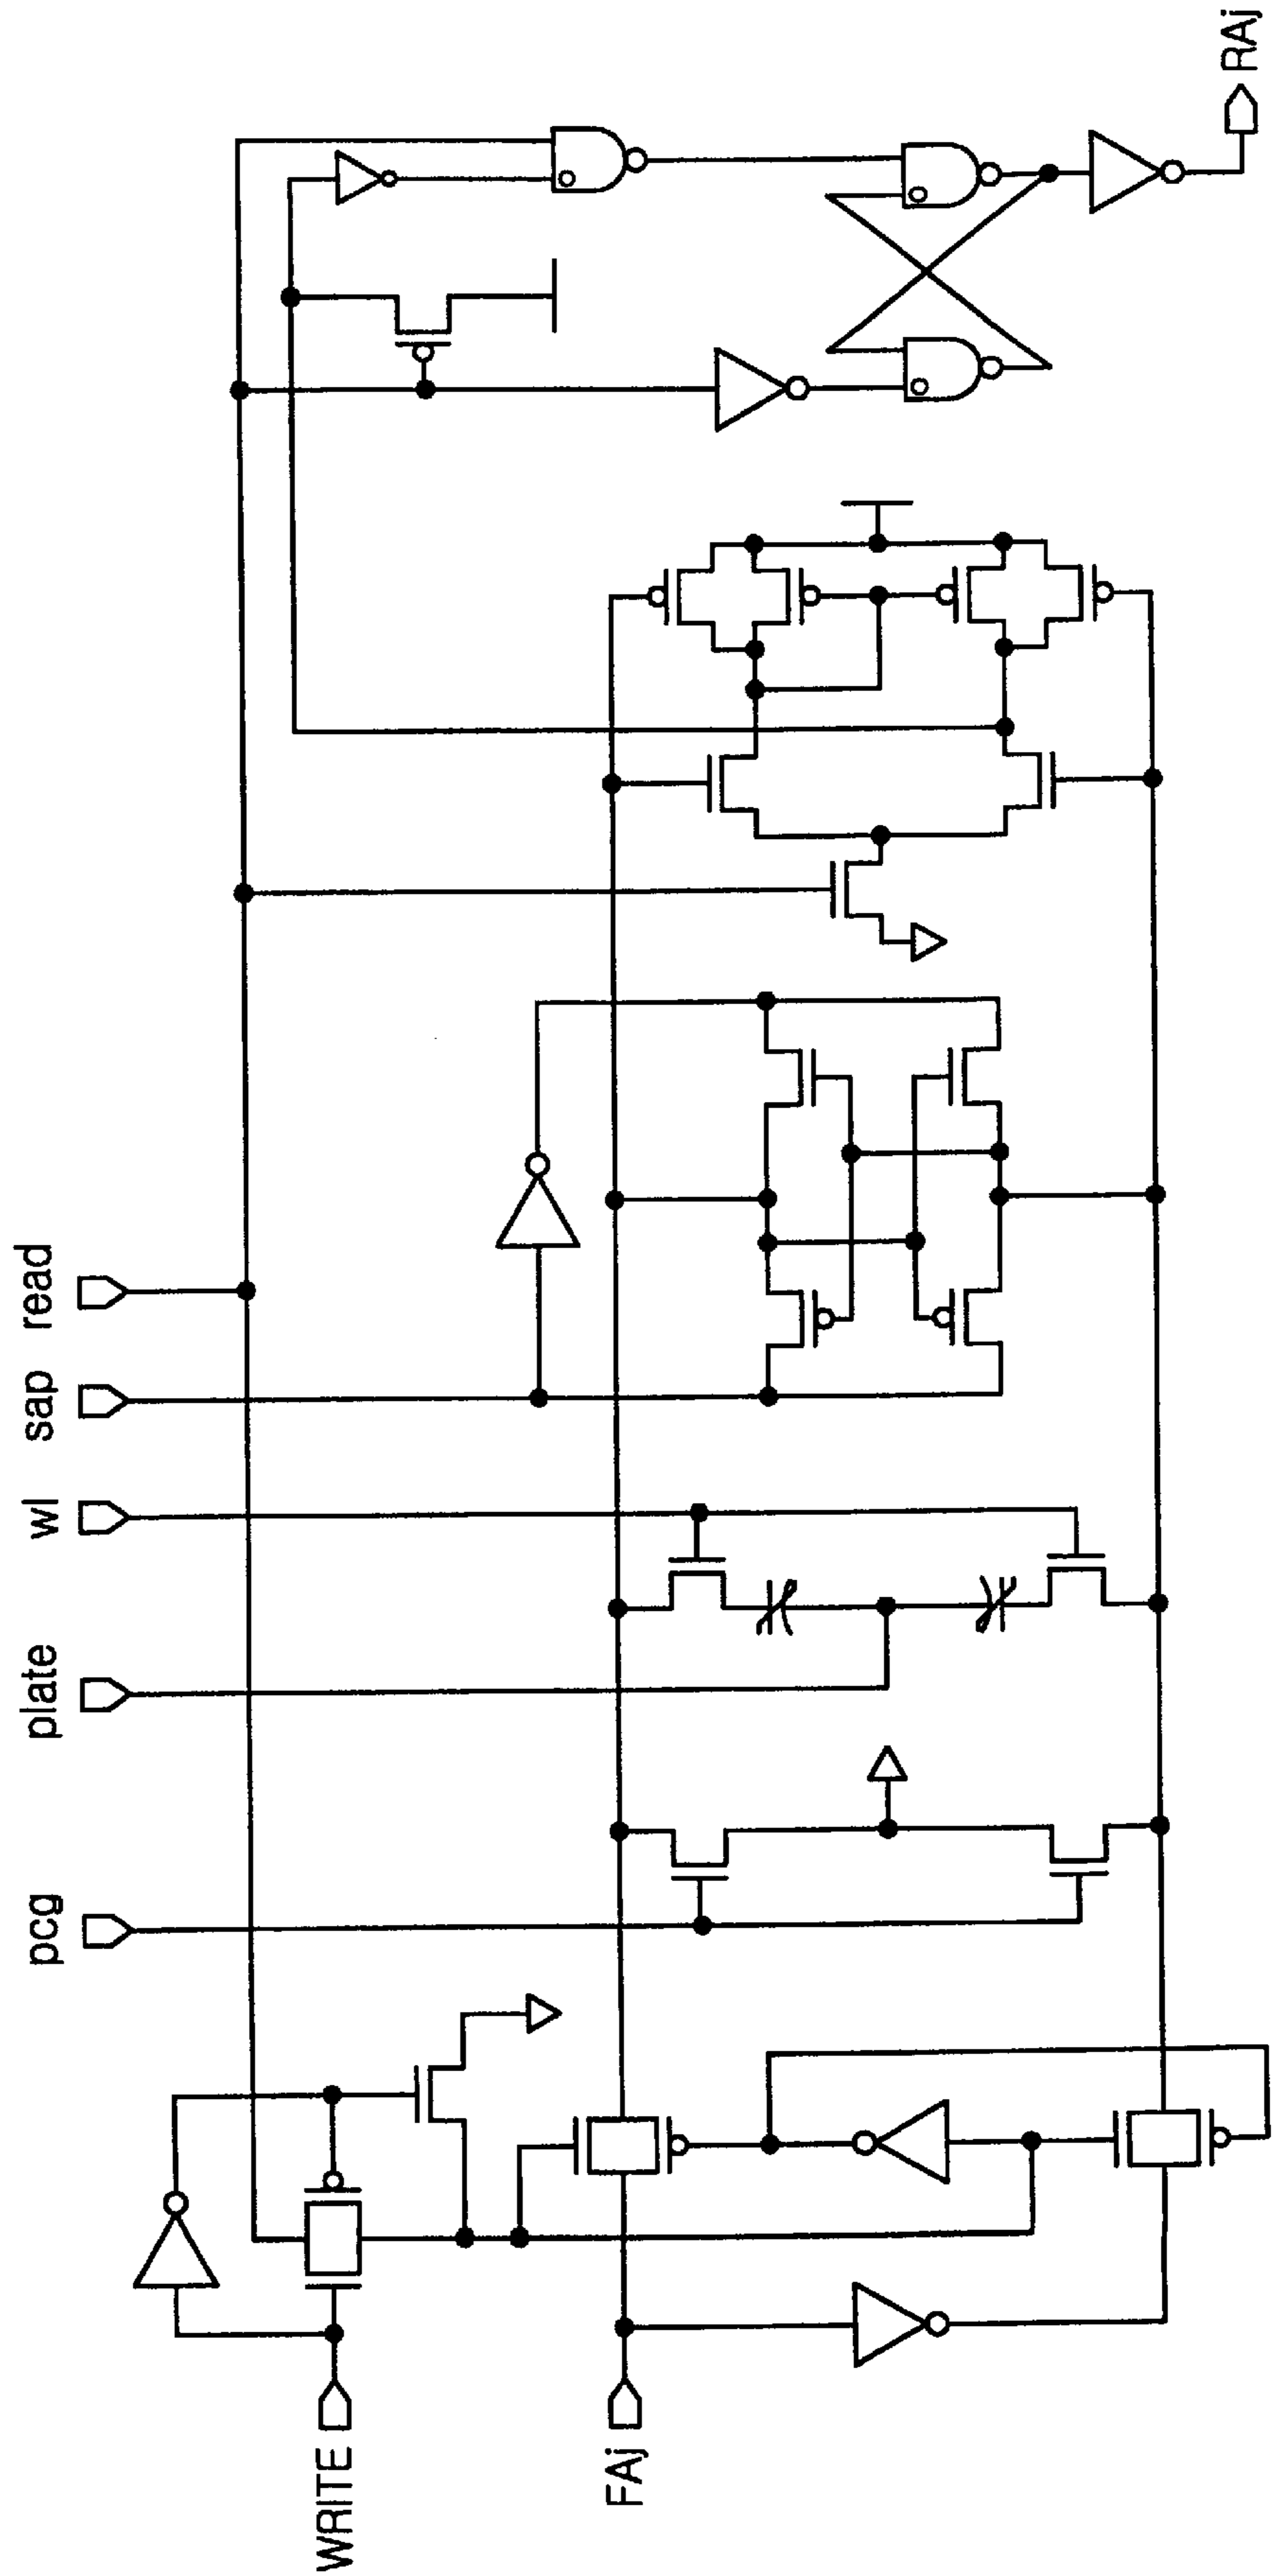 WRITE
FAj
pcg
plate
wl
sap
read
RAj